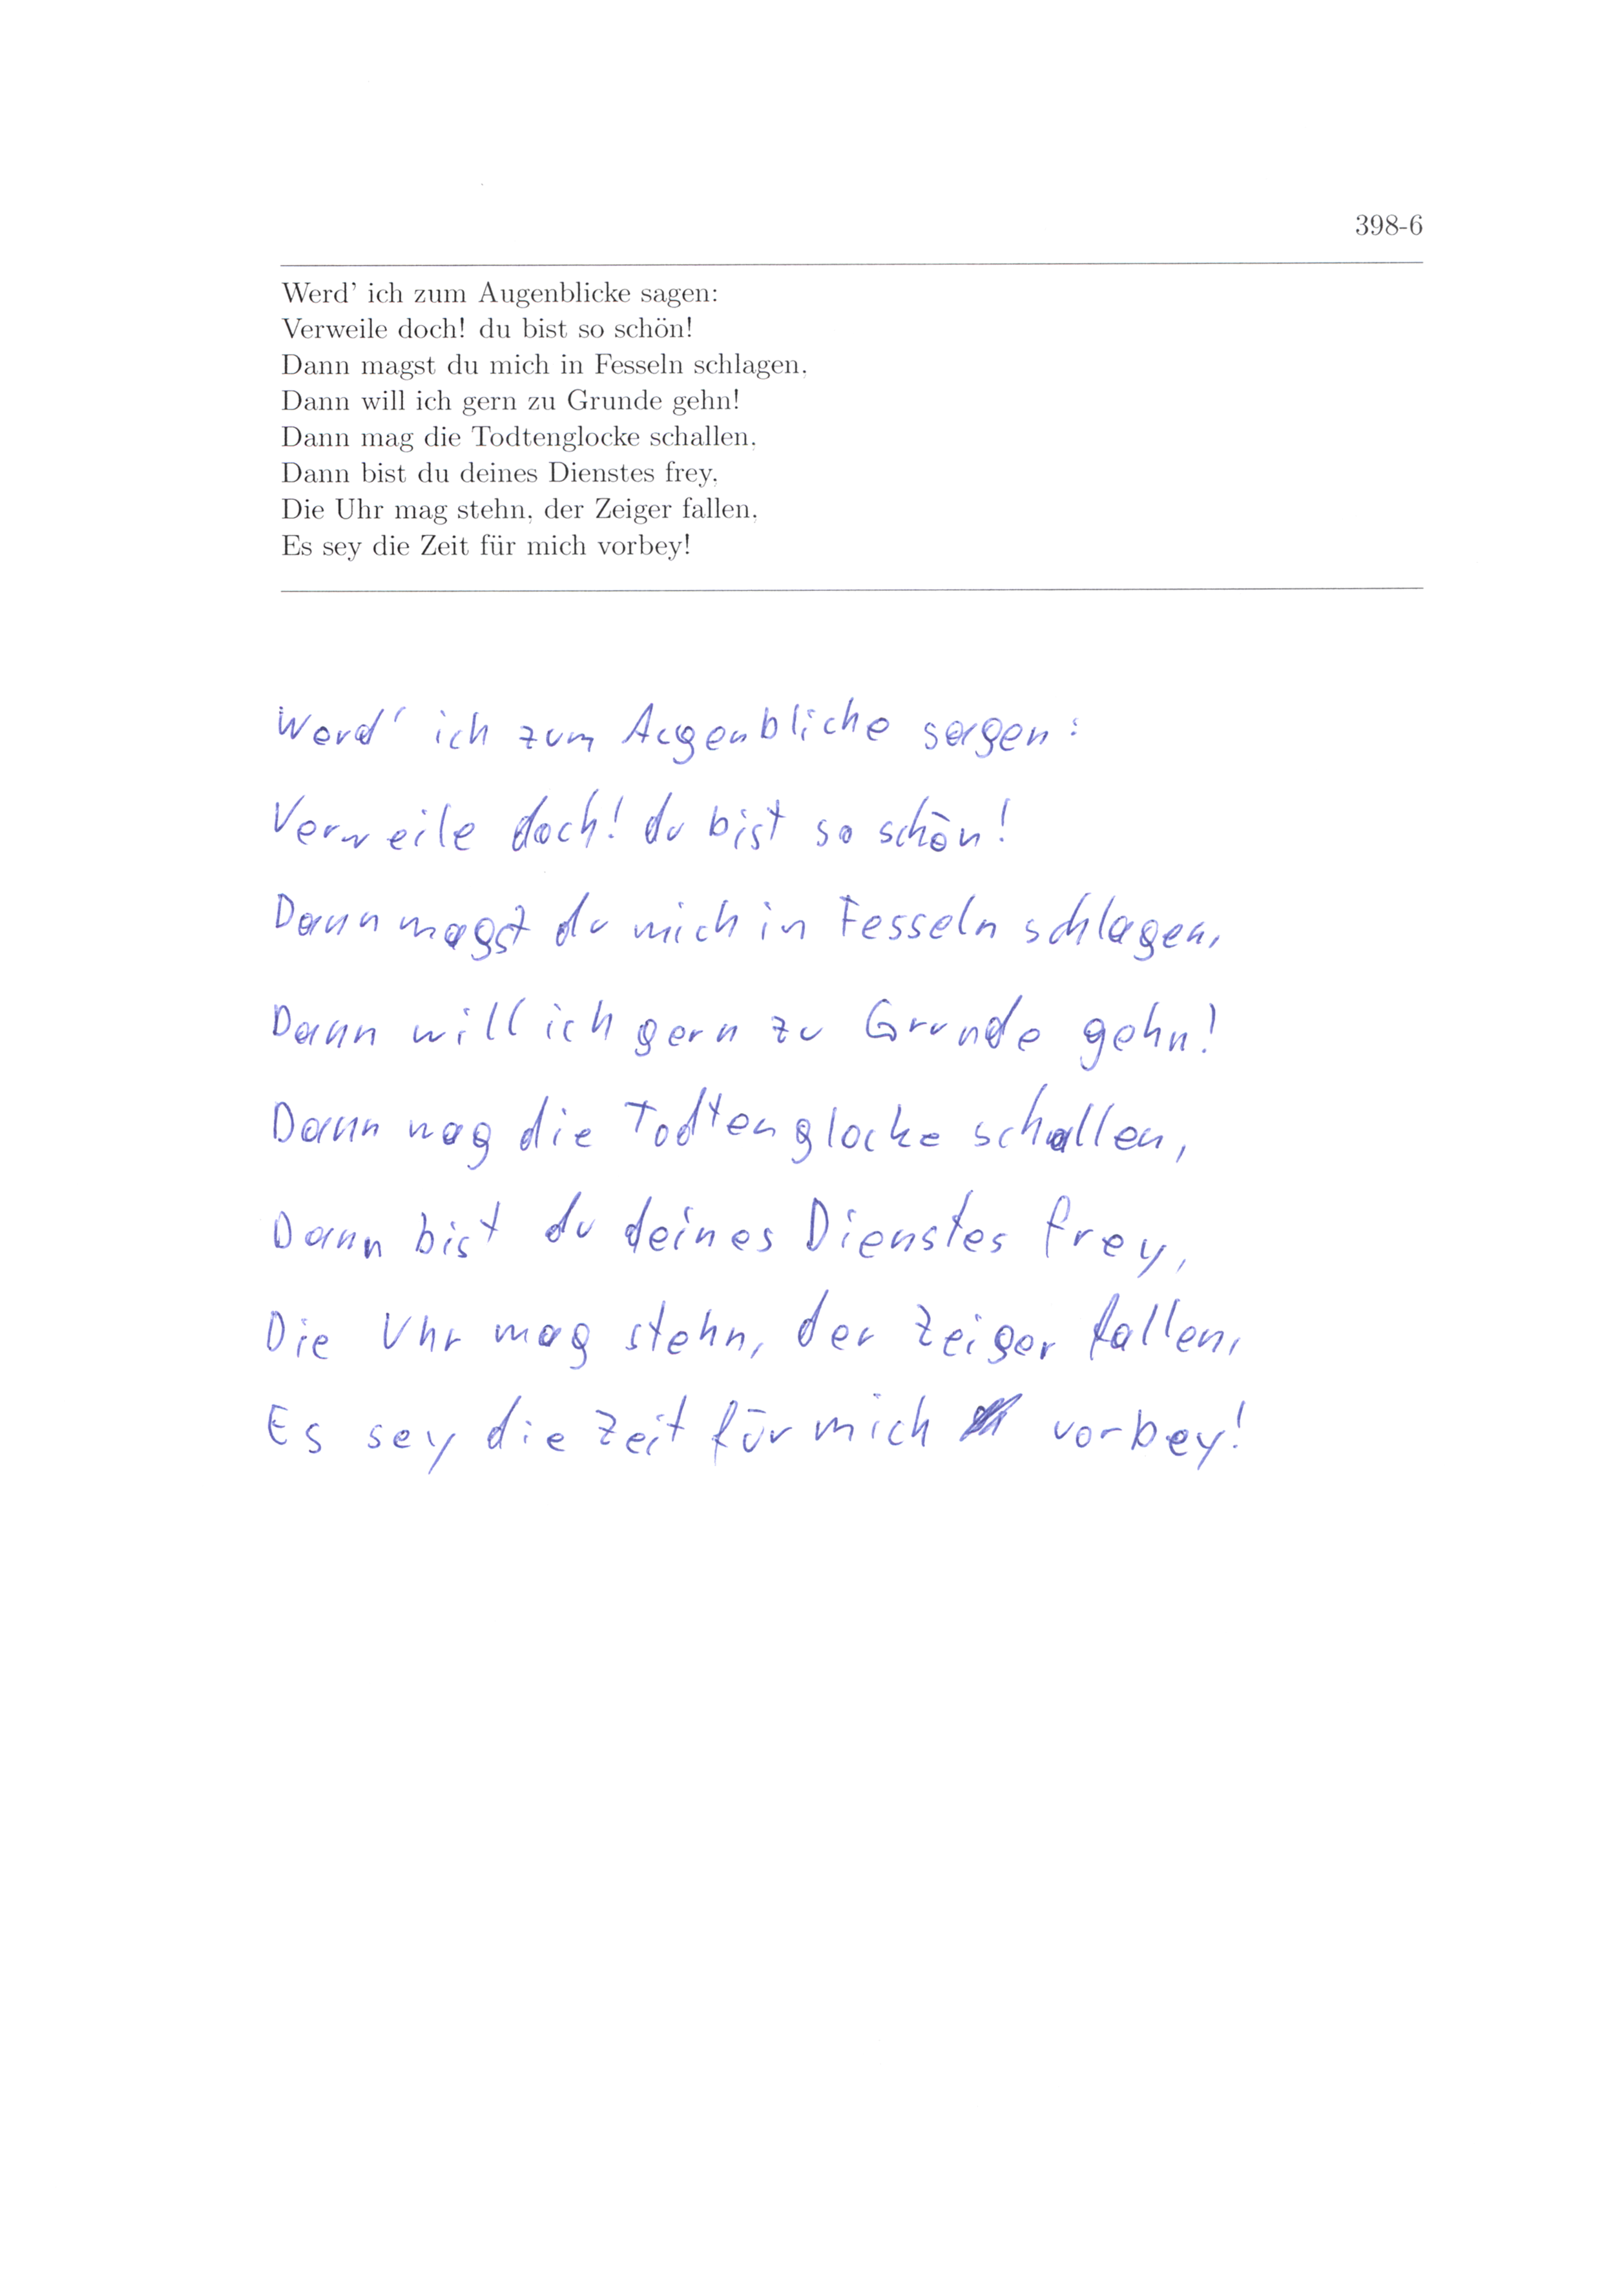 398-6
Werd' ich zum Augenblicke sagen:
Verweile doch! du bist so schön!
Dann magst du mich in Fesseln schlagen,
Dann will ich gern zu Grunde gehn!
Dann mag die Todtenglocke schallen,
Dann bist du deines Dienstes frey,
Die Uhr mag stehn, der Zeiger fallen,
Es sey die Zeit für mich vorbey!
Werd' ich zum Augenblicke sagen:
Verweile doch! du bist so schön!
Dann magst du mich in Fesseln schlagen,
Dann will ich gern zu Grunde gehn!
Dann mag die Todtenglocke schallen,
Dann bist du deines Dienstes frey,
Die Uhr mag stehn, der Zeiger fallen,
Es sey die Zeit für mich vorbey!